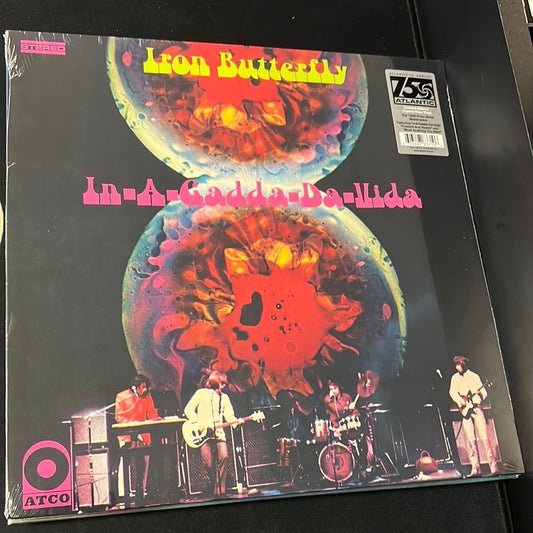 STEREO
Iron Butterfly
75
ATLANTIC
In-A-Gadda-Da-Vida
ATCO